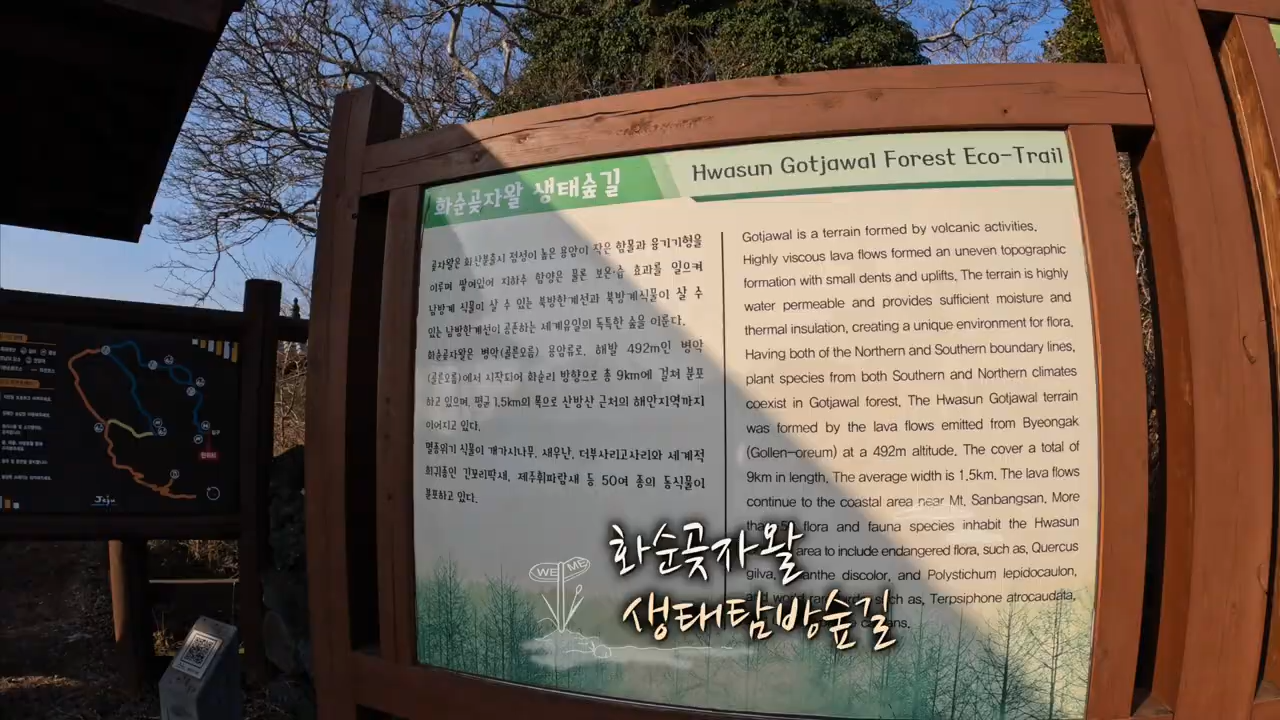 화순곶자왈 생태숲길
Hwasun Gotjawal Forest Eco-Trail
곶자왈은 화산분출시 점성이 높은 용암이 작은 함몰과 융기지형을
이루며 쌓여있어 지하수 함양은 물론 보온·습 효과를 일으켜
남방계 식물이 살 수 있는 북방한계선과 북방계식물이 살 수
있는 남방한계선이 공존하는 세계유일의 독특한 숲을 이룬다.
화순곶자왈은 병악(골른오름) 용암류로, 해발 492m인 병악
(골른오름)에서 시작되어 화순리 방향으로 총 9km에 걸쳐 분포
하고 있으며, 평균 1.5km의 폭으로 산방산 근처의 해안지역까지
이어지고 있다.
멸종위기 식물이 개가시나무, 새우난, 더부사리고사리와 세계적
희귀종인 긴꼬리딱새, 제주휘파람새 등 50여 종의 동식물이
분포하고 있다.
Gotjawal is a terrain formed by volcanic activities.
Highly viscous lava flows formed an uneven topographic
formation with small dents and uplifts. The terrain is highly
water permeable and provides sufficient moisture and
thermal insulation, creating a unique environment for flora.
Having both of the Northern and Southern boundary lines,
plant species from both Southern and Northern climates
coexist in Gotjawal forest. The Hwasun Gotjawal terrain
was formed by the lava flows emitted from Byeongak
(Gollen-oreum) at a 492m altitude. The cover a total of
9km in length. The average width is 1.5km. The lava flows
continue to the coastal area near Mt. Sanbangsan. More
flora and fauna species inhabit the Hwasun
area to include endangered flora, such as, Quercus
gilva, discolor, and Polystichum lepidocaulon,
such as, Terpsiphone atrocaudata,
WE ME
화순곶자왈
생태탐방숲길
Jeju